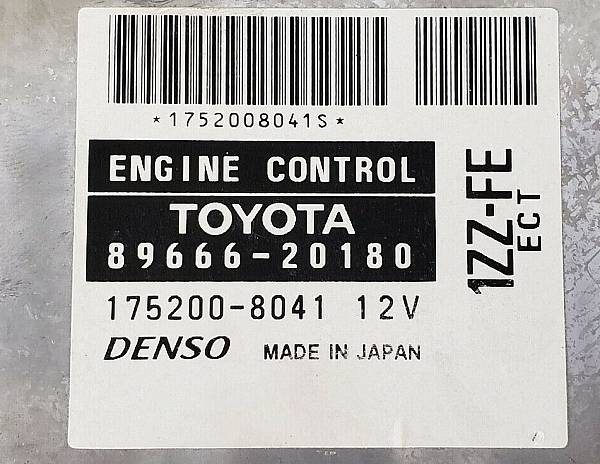 *1752008041S*
ENGINE CONTROL
TOYOTA
89666-20180
175200-8041 12V
DENSO MADE IN JAPAN
1ZZ-FE
ECT